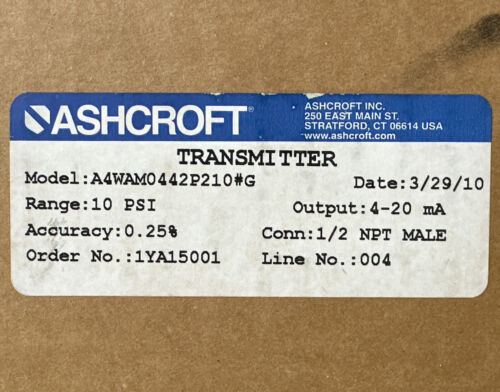 ASHCROFT®
ASHCROFT INC.
250 EAST MAIN ST.
STRATFORD, CT 06614 USA
www.ashcroft.com
TRANSMITTER
Model:A4WAM0442P210#G Date:3/29/10
Range:10 PSI Output:4-20 mA
Accuracy:0.25% Conn:1/2 NPT MALE
Order No.:1YA15001 Line No.:004